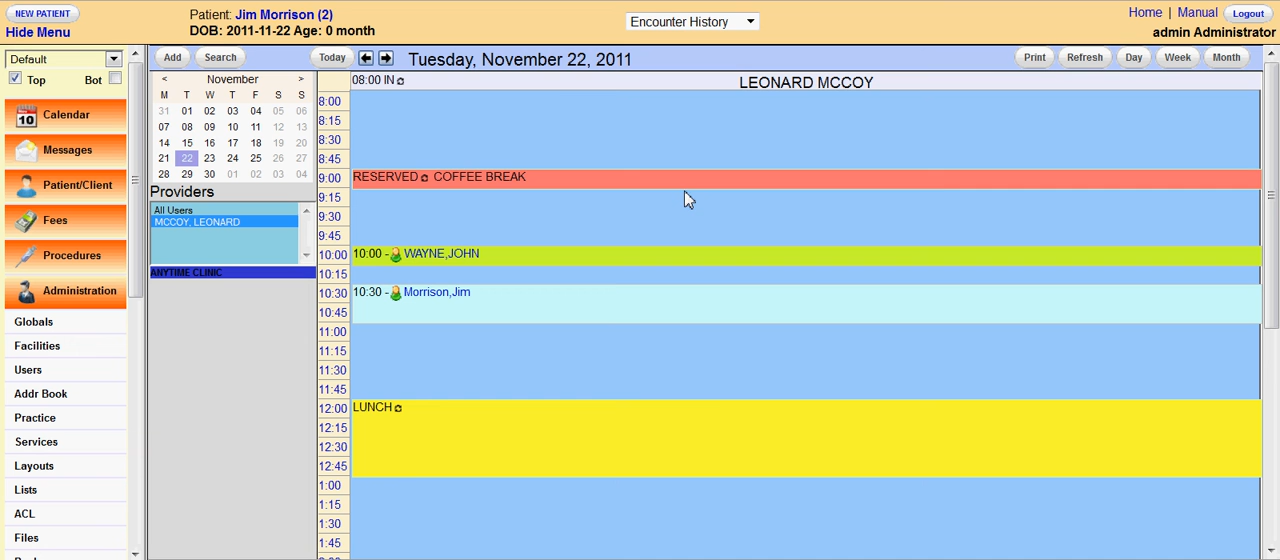 NEW PATIENT
Hide Menu
Patient: Jim Morrison (2)
DOB: 2011-11-22 Age: 0 month
Encounter History
Home | Manual Logout
admin Administrator
Default
Top Bot
Calendar
Messages
Patient/Client
Fees
Procedures
Administration
Globals
Facilities
Users
Addr Book
Practice
Services
Layouts
Lists
ACL
Files
Add Search Today Tuesday, November 22, 2011 Print Refresh Day Week Month
< November >
M T W T F S S
31 01 02 03 04 05 06
07 08 09 10 11 12 13
14 15 16 17 18 19 20
21 22 23 24 25 26 27
28 29 30 01 02 03 04
Providers
All Users
MCCOY, LEONARD
ANYTIME CLINIC
08:00 IN LEONARD MCCOY
8:00
8:15
8:30
8:45
9:00 RESERVED COFFEE BREAK
9:15
9:30
9:45
10:00 10:00 - WAYNE,JOHN
10:15
10:30 10:30 - Morrison,Jim
10:45
11:00
11:15
11:30
11:45
12:00 LUNCH
12:15
12:30
12:45
1:00
1:15
1:30
1:45